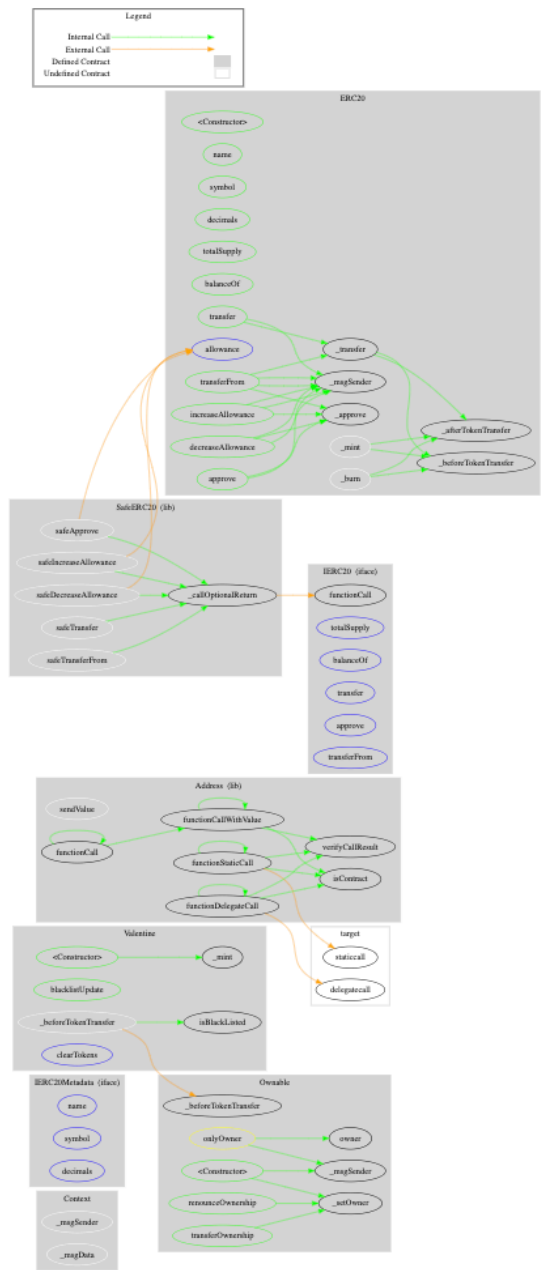 Legend
Internal Call
External Call
Defined Contract
Undefined Contract
ERC20
<Constructor>
name
symbol
decimals
totalSupply
balanceOf
transfer
allowance
_transfer
transferFrom
_msgSender
increaseAllowance
_approve
decreaseAllowance
_mint
_afterTokenTransfer
approve
_burn
_beforeTokenTransfer
SafeERC20 (lib)
safeApprove
safeIncreaseAllowance
safeDecreaseAllowance
_callOptionalReturn
safeTransfer
safeTransferFrom
IERC20 (iface)
functionCall
totalSupply
balanceOf
transfer
approve
transferFrom
Address (lib)
sendValue
functionCallWithValue
functionCall
verifyCallResult
functionStaticCall
isContract
functionDelegateCall
target
staticcall
delegatecall
Valentine
<Constructor>
_mint
blacklistUpdate
_beforeTokenTransfer
isBlackListed
clearTokens
IERC20Metadata (iface)
name
symbol
decimals
Ownable
_beforeTokenTransfer
onlyOwner
owner
<Constructor>
_msgSender
renounceOwnership
_setOwner
transferOwnership
Context
_msgSender
_msgData